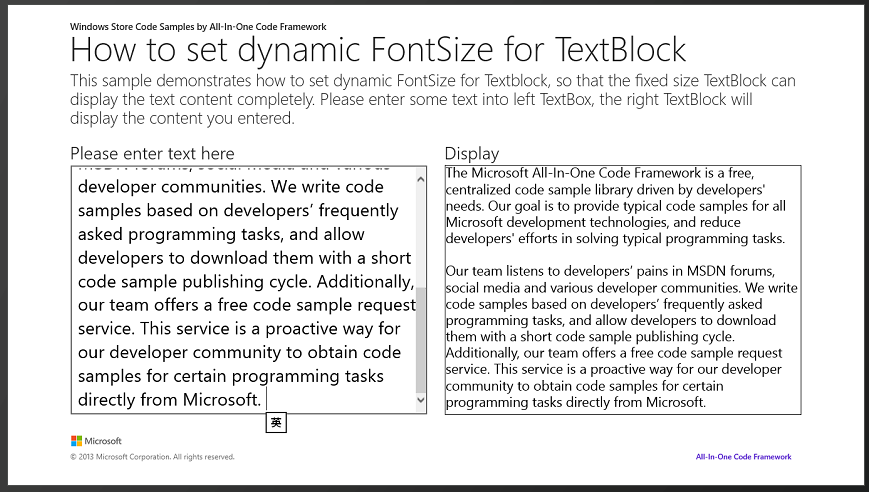 Windows Store Code Samples by All-In-One Code Framework
How to set dynamic FontSize for TextBlock
This sample demonstrates how to set dynamic FontSize for Textblock, so that the fixed size TextBlock can
display the text content completely. Please enter some text into left TextBox, the right TextBlock will
display the content you entered.
Please enter text here
MSDN forums, social media and various
developer communities. We write code
samples based on developers’ frequently
asked programming tasks, and allow
developers to download them with a short
code sample publishing cycle. Additionally,
our team offers a free code sample request
service. This service is a proactive way for
our developer community to obtain code
samples for certain programming tasks
directly from Microsoft.
英
Display
The Microsoft All-In-One Code Framework is a free,
centralized code sample library driven by developers'
needs. Our goal is to provide typical code samples for all
Microsoft development technologies, and reduce
developers' efforts in solving typical programming tasks.
Our team listens to developers’ pains in MSDN forums,
social media and various developer communities. We write
code samples based on developers’ frequently asked
programming tasks, and allow developers to download
them with a short code sample publishing cycle.
Additionally, our team offers a free code sample request
service. This service is a proactive way for our developer
community to obtain code samples for certain
programming tasks directly from Microsoft.
Microsoft
© 2013 Microsoft Corporation. All rights reserved.
All-In-One Code Framework